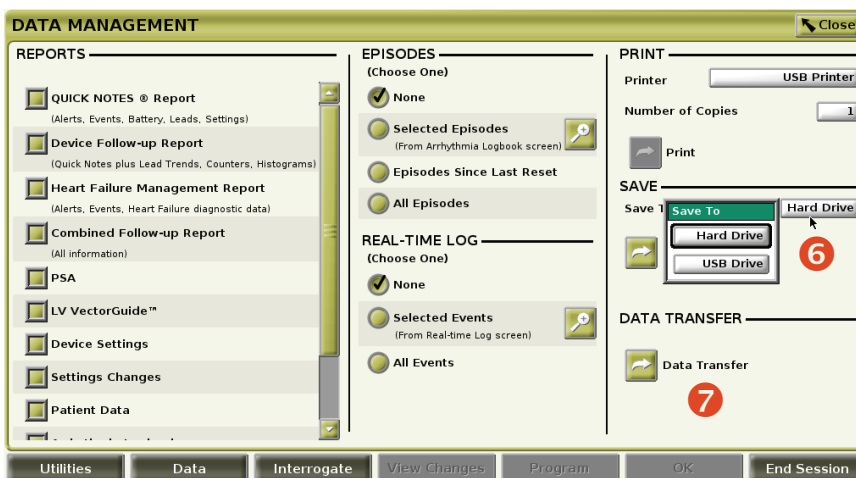 DATA MANAGEMENT
Close
REPORTS
QUICK NOTES ® Report
(Alerts, Events, Battery, Leads, Settings)
Device Follow-up Report
(Quick Notes plus Lead Trends, Counters, Histograms)
Heart Failure Management Report
(Alerts, Events, Heart Failure diagnostic data)
Combined Follow-up Report
(All information)
PSA
LV VectorGuide™
Device Settings
Settings Changes
Patient Data
EPISODES
(Choose One)
None
Selected Episodes
(From Arrhythmia Logbook screen)
Episodes Since Last Reset
All Episodes
REAL-TIME LOG
(Choose One)
None
Selected Events
(From Real-time Log screen)
All Events
PRINT
Printer USB Printer
Number of Copies 1
Print
SAVE
Save Hard Drive
Save To
Hard Drive
USB Drive
6
DATA TRANSFER
Data Transfer
7
Utilities Data Interrogate View Changes Program OK End Session